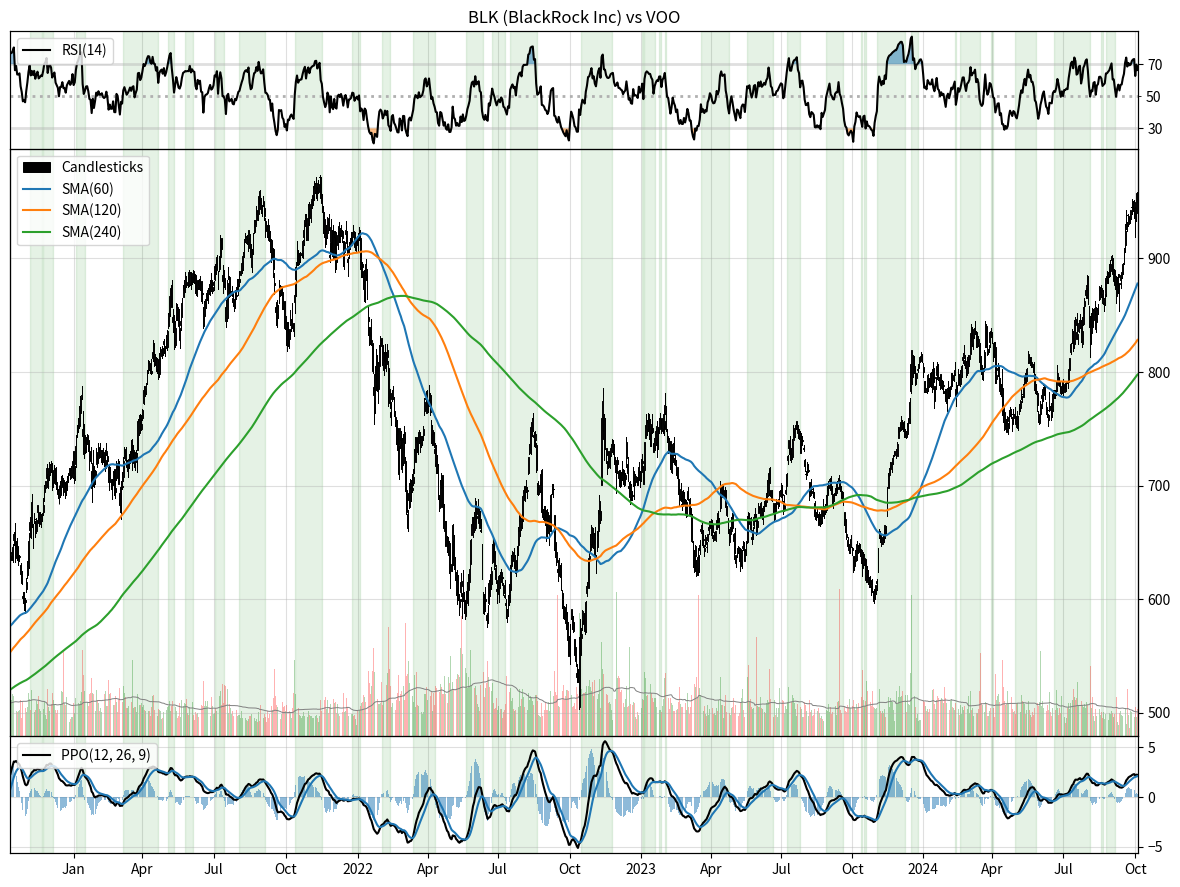 BLK (BlackRock Inc) vs VOO
RSI(14)
70
50
30
Candlesticks
SMA(60)
SMA(120)
SMA(240)
900
800
700
600
500
PPO(12, 26, 9)
5
0
−5
Jan Apr Jul Oct 2022 Apr Jul Oct 2023 Apr Jul Oct 2024 Apr Jul Oct